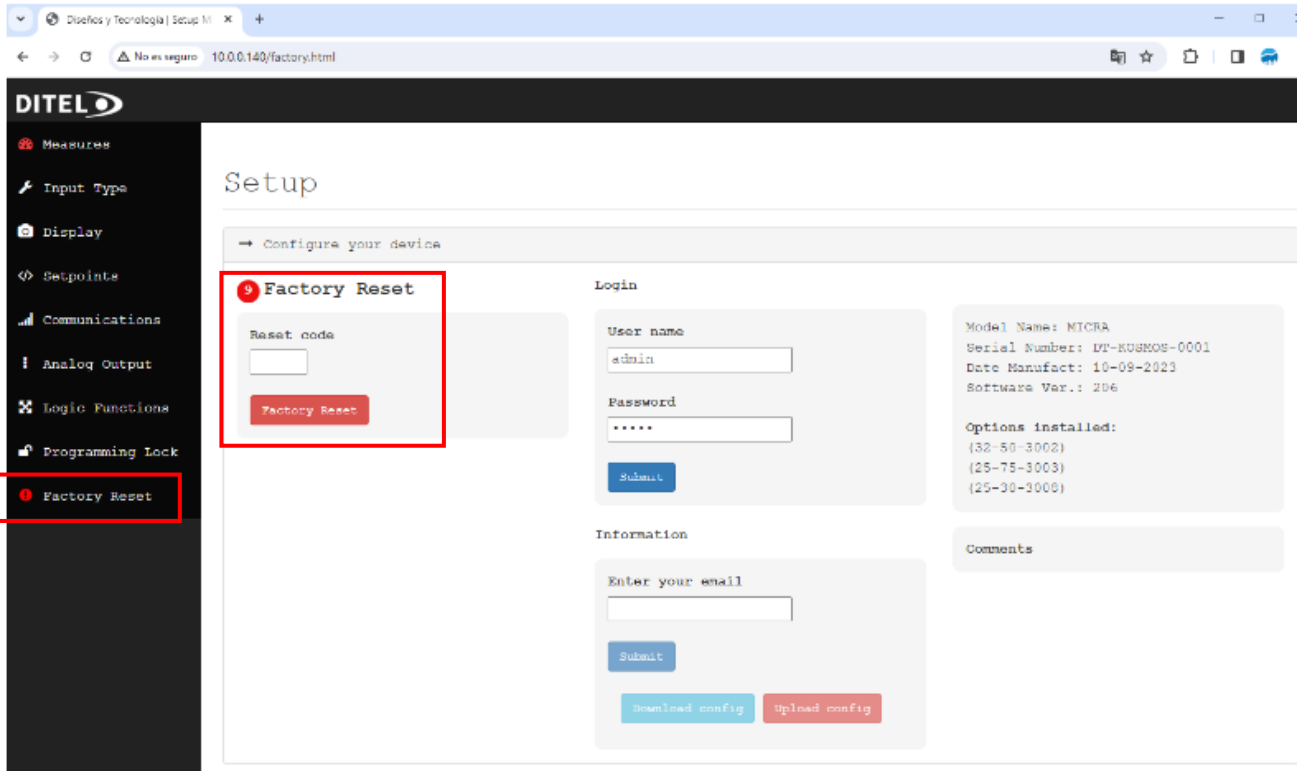 Diseños y Tecnología | Setup M
No es seguro 10.0.0.140/factory.html
DITEL
Measures
Input Type
Display
Setpoints
Communications
Analog Output
Logic Functions
Programming Lock
Factory Reset
Setup
→ Configure your device
9 Factory Reset
Reset code
Factory Reset
Login
User name
admin
Password
•••••
Submit
Information
Enter your email
Submit
Download config Upload config
Model Name: MICRA
Serial Number: DT-KOSMOS-0001
Date Manufact: 10-09-2023
Software Ver.: 206
Options installed:
(32-50-3002)
(25-75-3003)
(25-30-3008)
Comments